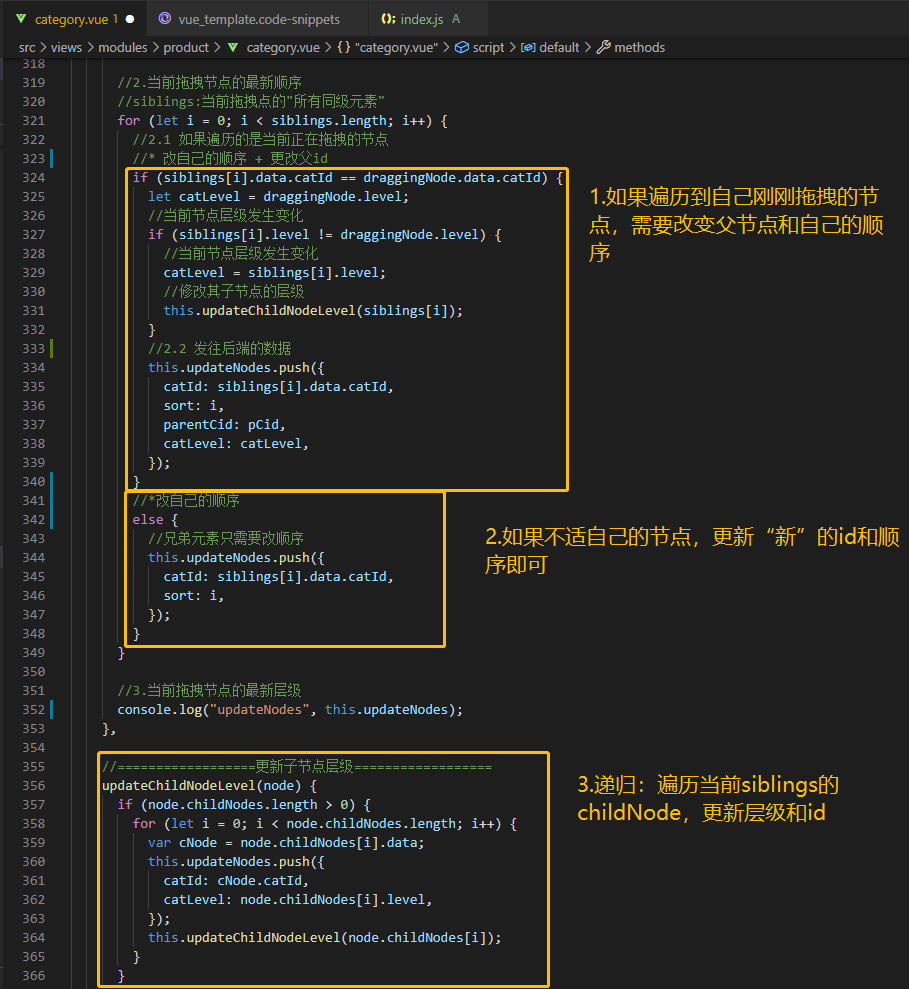 category.vue 1 ● vue_template.code-snippets index.js A
src > views > modules > product > category.vue > {} "category.vue" > script > default > methods
318
319 //2.当前拖拽节点的最新顺序
320 //siblings:当前拖拽点的"所有同级元素"
321 for (let i = 0; i < siblings.length; i++) {
322 //2.1 如果遍历的是当前正在拖拽的节点
323 //* 改自己的顺序 + 更改父id
324 if (siblings[i].data.catId == draggingNode.data.catId) {
325 let catLevel = draggingNode.level;
326 //当前节点层级发生变化
327 if (siblings[i].level != draggingNode.level) {
328 //当前节点层级发生变化
329 catLevel = siblings[i].level;
330 //修改其子节点的层级
331 this.updateChildNodeLevel(siblings[i]);
332 }
333 //2.2 发往后端的数据
334 this.updateNodes.push({
335 catId: siblings[i].data.catId,
336 sort: i,
337 parentCid: pCid,
338 catLevel: catLevel,
339 });
340 }
341 //*改自己的顺序
342 else {
343 //兄弟元素只需要改顺序
344 this.updateNodes.push({
345 catId: siblings[i].data.catId,
346 sort: i,
347 });
348 }
349 }
350
351 //3.当前拖拽节点的最新层级
352 console.log("updateNodes", this.updateNodes);
353 },
354
355 //==================更新子节点层级==================
356 updateChildNodeLevel(node) {
357 if (node.childNodes.length > 0) {
358 for (let i = 0; i < node.childNodes.length; i++) {
359 var cNode = node.childNodes[i].data;
360 this.updateNodes.push({
361 catId: cNode.catId,
362 catLevel: node.childNodes[i].level,
363 });
364 this.updateChildNodeLevel(node.childNodes[i]);
365 }
366 }
1.如果遍历到自己刚刚拖拽的节
点，需要改变父节点和自己的顺
序
2.如果不适自己的节点，更新“新”的id和顺
序即可
3.递归：遍历当前siblings的
childNode，更新层级和id